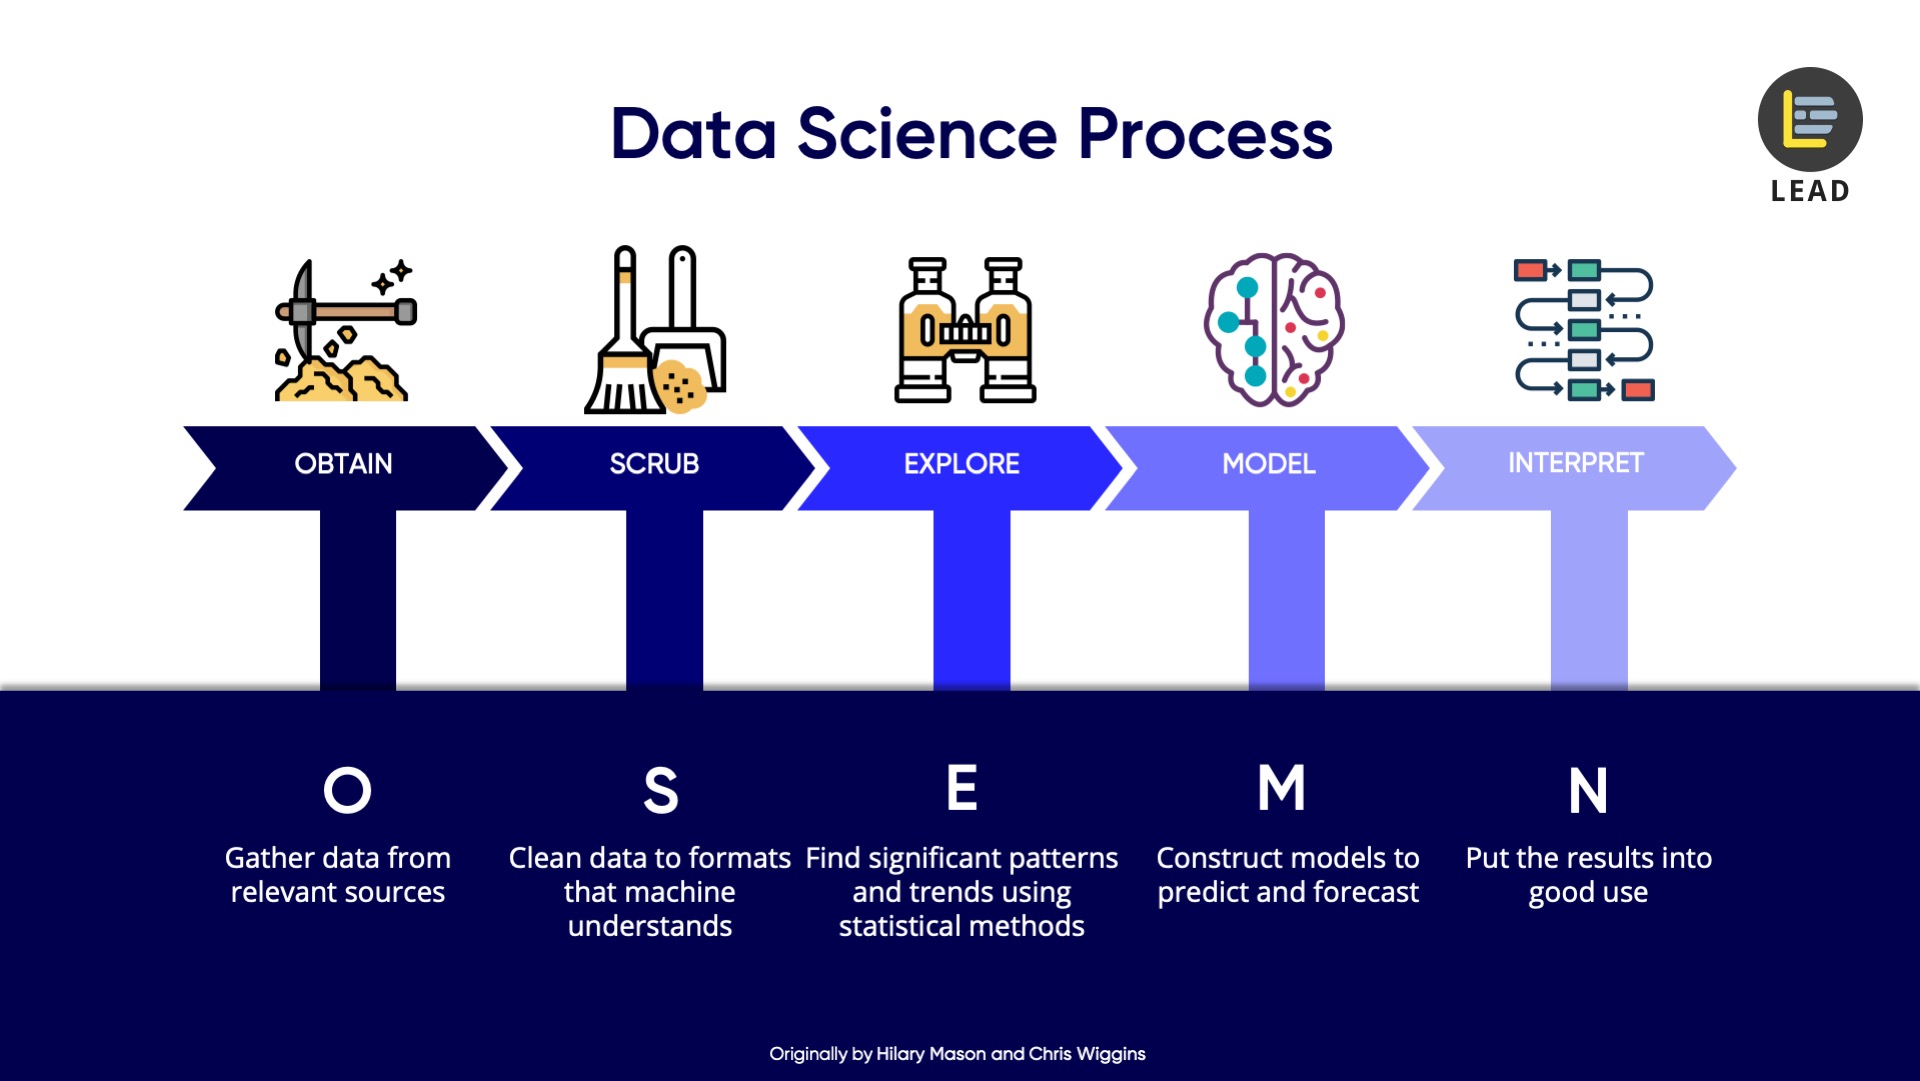 Data Science Process
LEAD
OBTAIN
SCRUB
EXPLORE
MODEL
INTERPRET
O
Gather data from
relevant sources
S
Clean data to formats
that machine
understands
E
Find significant patterns
and trends using
statistical methods
M
Construct models to
predict and forecast
N
Put the results into
good use
Originally by Hilary Mason and Chris Wiggins